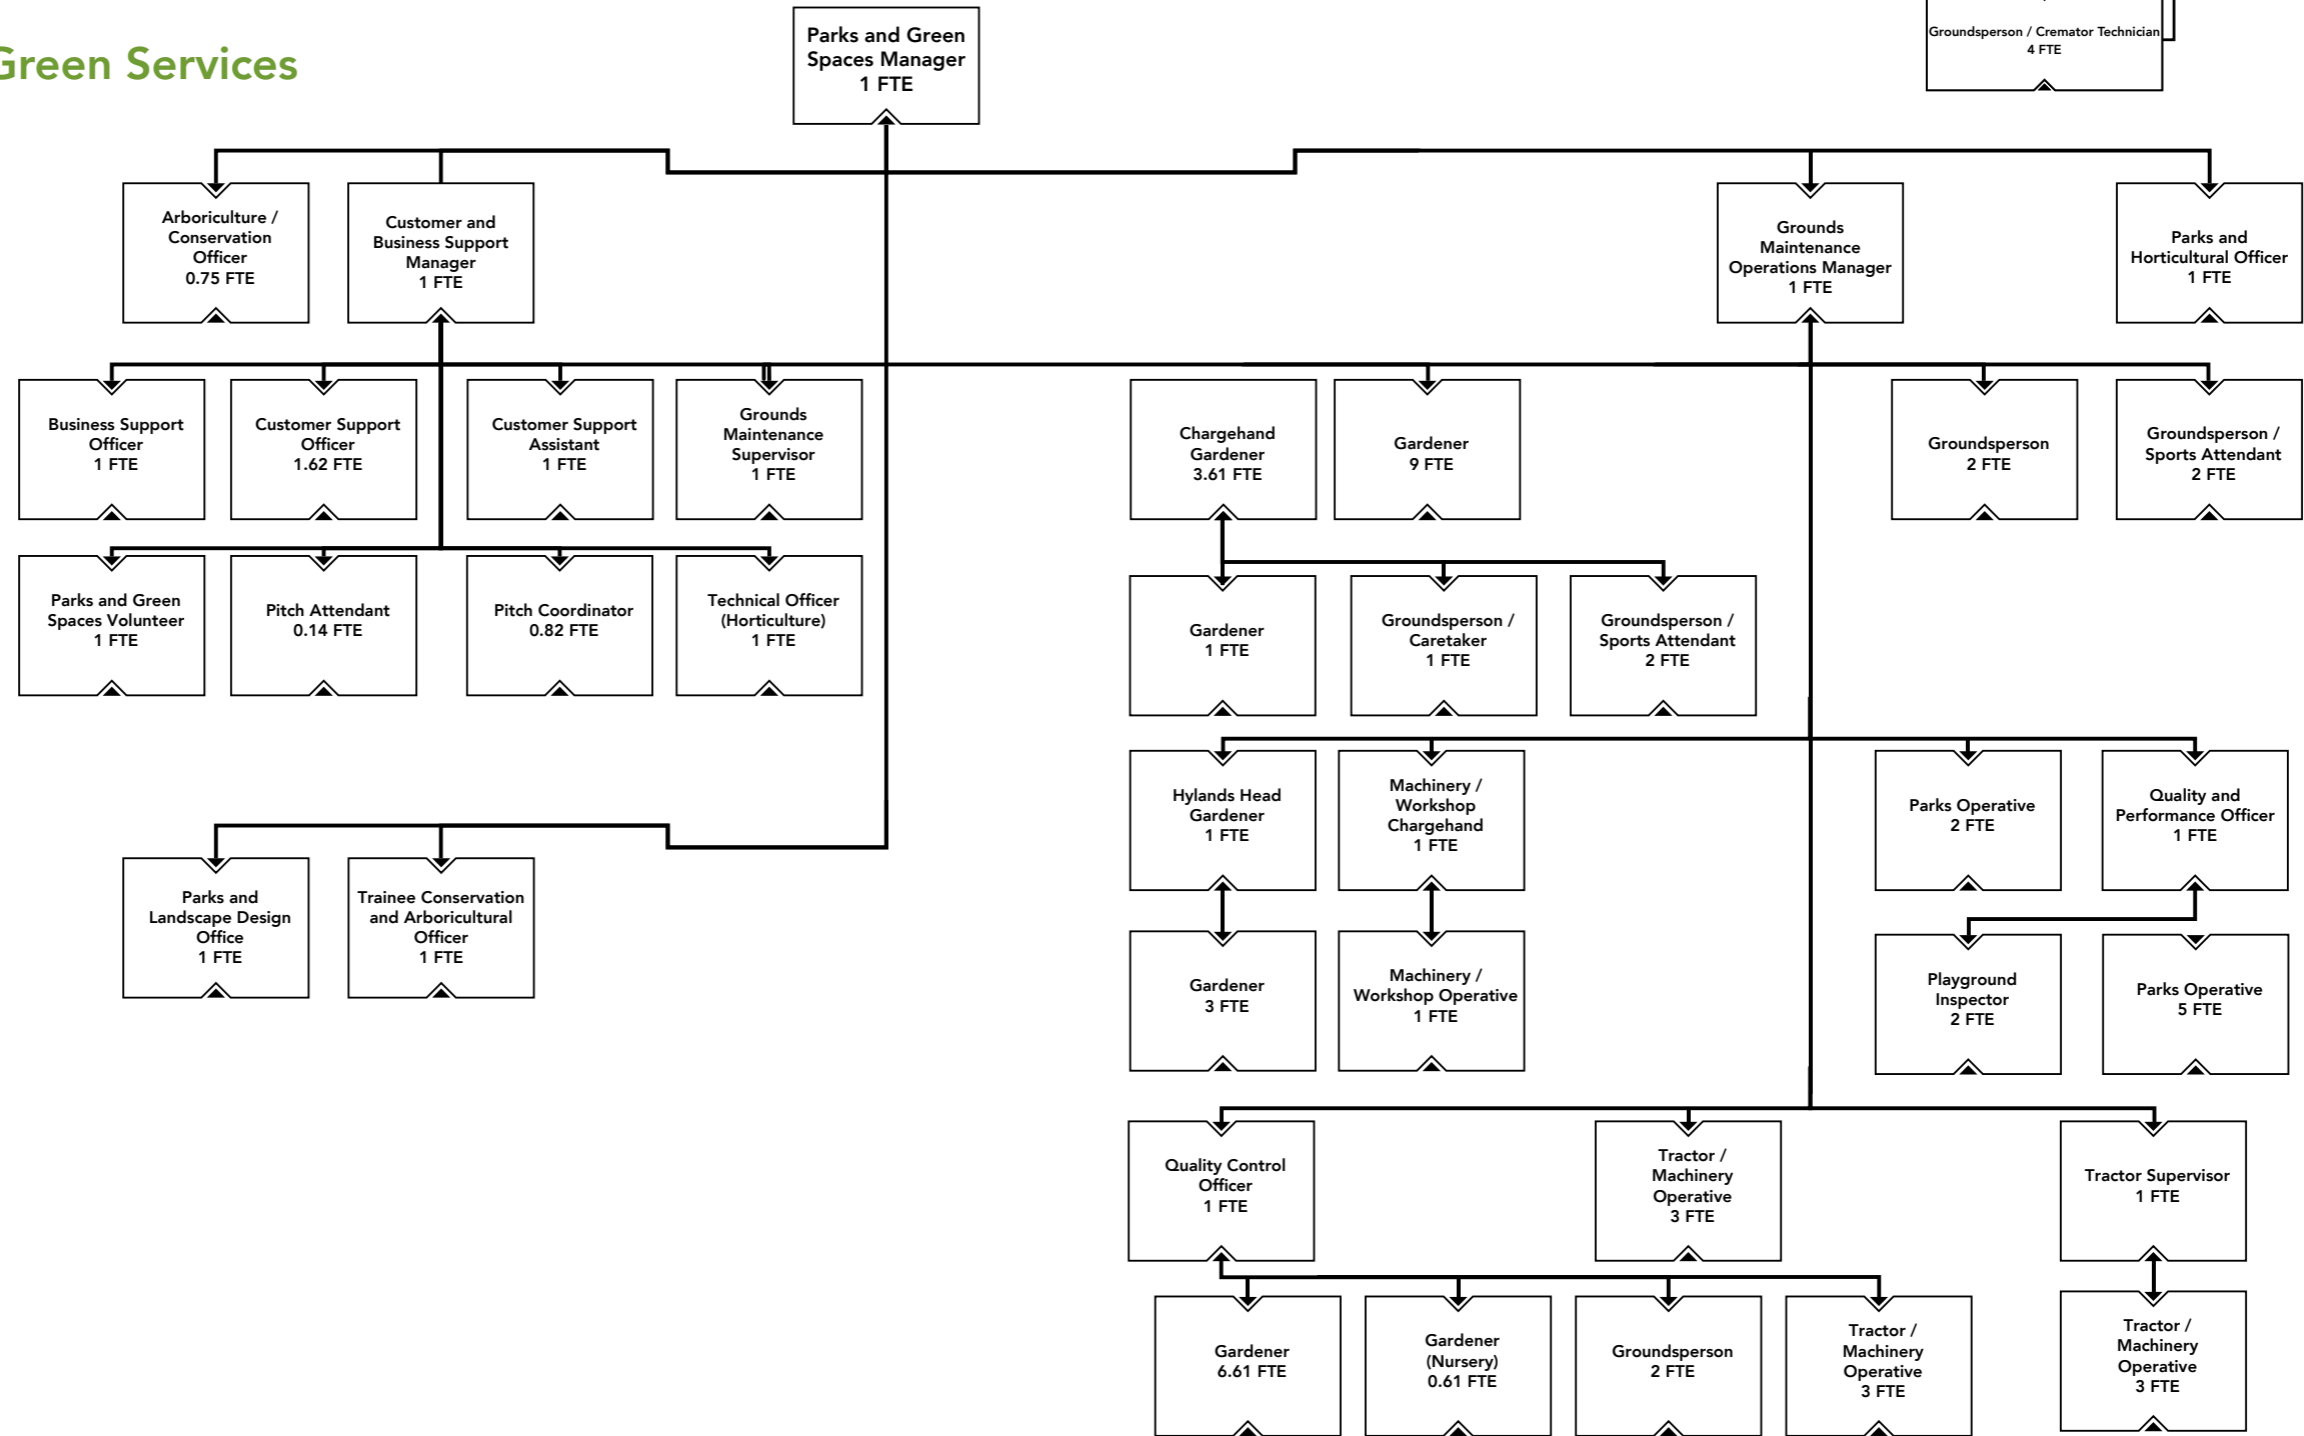 Green Services
Parks and Green
Spaces Manager
1 FTE
Groundsperson / Cremator Technician
4 FTE
Arboriculture /
Conservation
Officer
0.75 FTE
Customer and
Business Support
Manager
1 FTE
Grounds
Maintenance
Operations Manager
1 FTE
Parks and
Horticultural Officer
1 FTE
Business Support
Officer
1 FTE
Customer Support
Officer
1.62 FTE
Customer Support
Assistant
1 FTE
Grounds
Maintenance
Supervisor
1 FTE
Chargehand
Gardener
3.61 FTE
Gardener
9 FTE
Groundsperson
2 FTE
Groundsperson /
Sports Attendant
2 FTE
Parks and Green
Spaces Volunteer
1 FTE
Pitch Attendant
0.14 FTE
Pitch Coordinator
0.82 FTE
Technical Officer
(Horticulture)
1 FTE
Gardener
1 FTE
Groundsperson /
Caretaker
1 FTE
Groundsperson /
Sports Attendant
2 FTE
Hylands Head
Gardener
1 FTE
Machinery /
Workshop
Chargehand
1 FTE
Parks Operative
2 FTE
Quality and
Performance Officer
1 FTE
Parks and
Landscape Design
Office
1 FTE
Trainee Conservation
and Arboricultural
Officer
1 FTE
Gardener
3 FTE
Machinery /
Workshop Operative
1 FTE
Playground
Inspector
2 FTE
Parks Operative
5 FTE
Quality Control
Officer
1 FTE
Tractor /
Machinery
Operative
3 FTE
Tractor Supervisor
1 FTE
Gardener
6.61 FTE
Gardener
(Nursery)
0.61 FTE
Groundsperson
2 FTE
Tractor /
Machinery
Operative
3 FTE
Tractor /
Machinery
Operative
3 FTE